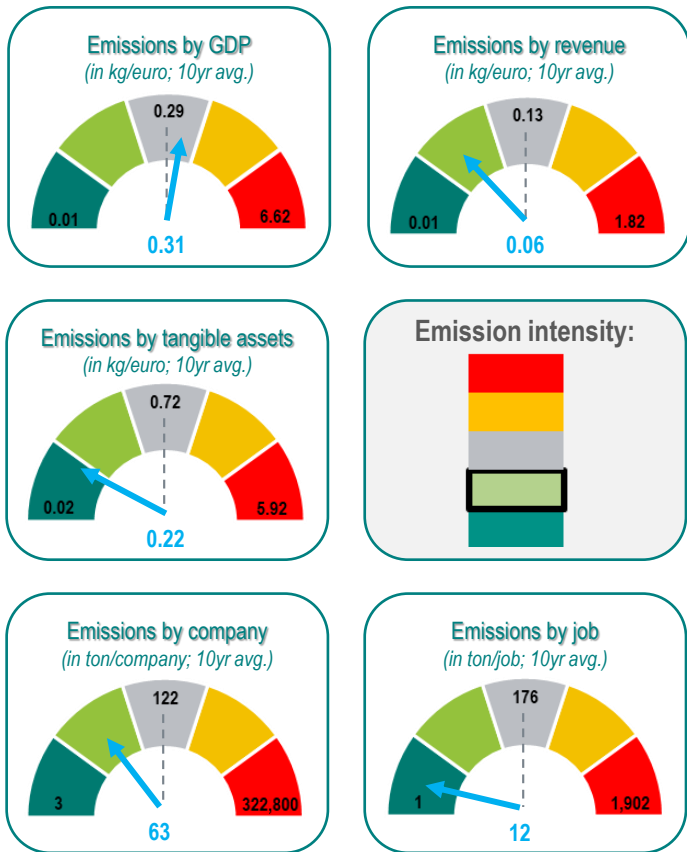 Emissions by GDP
(in kg/euro; 10yr avg.)
0.29
0.01
6.62
0.31
Emissions by revenue
(in kg/euro; 10yr avg.)
0.13
0.01
1.82
0.06
Emissions by tangible assets
(in kg/euro; 10yr avg.)
0.72
0.02
5.92
0.22
Emission intensity:
Emissions by company
(in ton/company; 10yr avg.)
122
3
322,800
63
Emissions by job
(in ton/job; 10yr avg.)
176
1
1,902
12